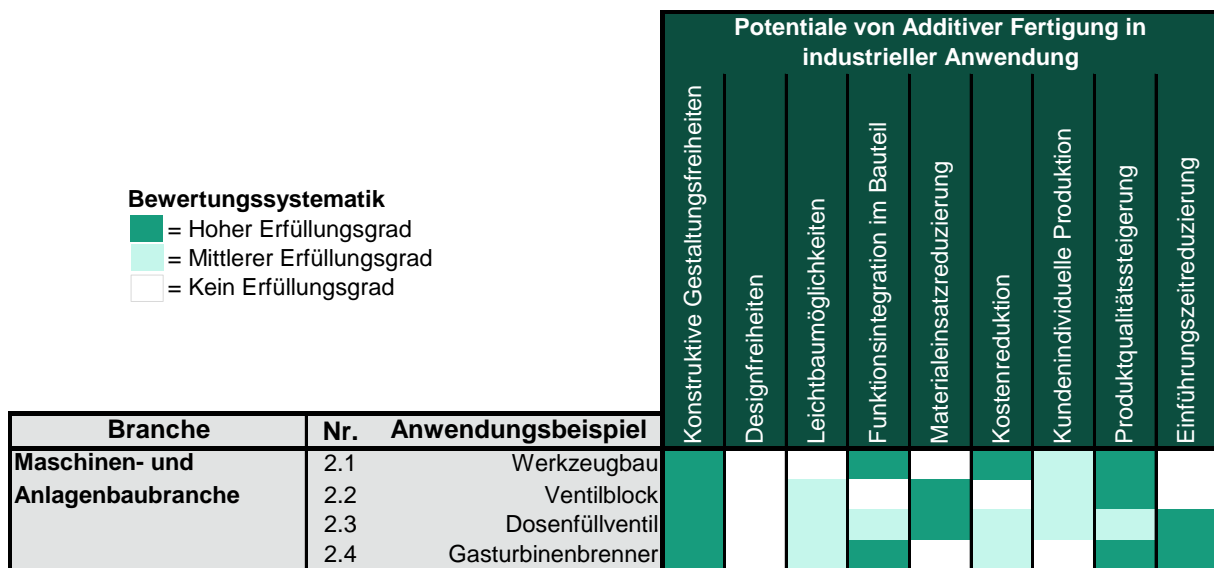 Potentiale von Additiver Fertigung in
industrieller Anwendung
Konstruktive Gestaltungsfreiheiten
Designfreiheiten
Leichtbaumöglichkeiten
Funktionsintegration im Bauteil
Materialeinsatzreduzierung
Kostenreduktion
Kundenindividuelle Produktion
Produktqualitätssteigerung
Einführungszeitreduzierung
Bewertungssystematik
= Hoher Erfüllungsgrad
= Mittlerer Erfüllungsgrad
= Kein Erfüllungsgrad
Branche Nr. Anwendungsbeispiel
Maschinen- und 2.1 Werkzeugbau
Anlagenbaubranche 2.2 Ventilblock
2.3 Dosenfüllventil
2.4 Gasturbinenbrenner